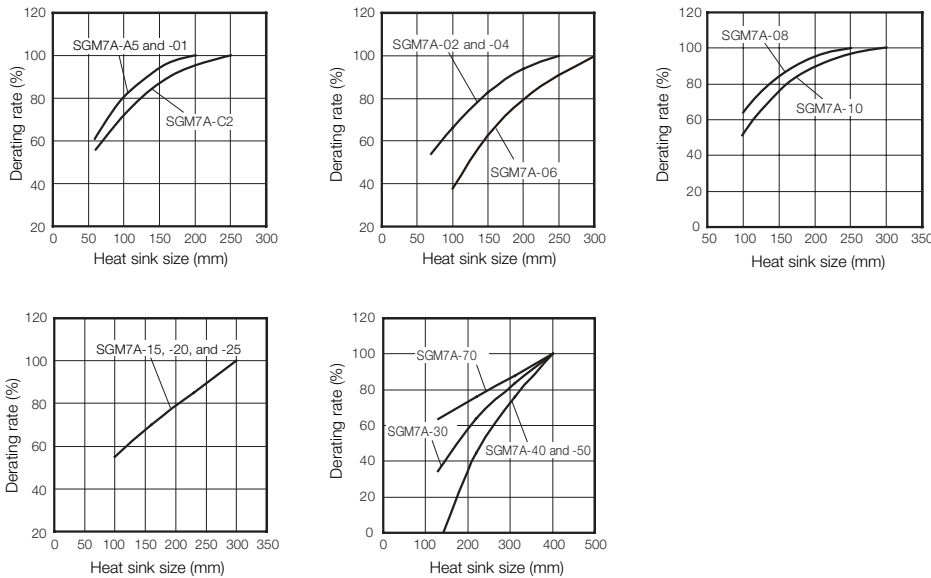 120
100
80
60
40
20
Derating rate (%)
SGM7A-A5 and -01
SGM7A-C2
0 50 100 150 200 250 300
Heat sink size (mm)
120
100
80
60
40
20
Derating rate (%)
SGM7A-02 and -04
SGM7A-06
0 50 100 150 200 250 300
Heat sink size (mm)
120
100
80
60
40
20
0
Derating rate (%)
SGM7A-08
SGM7A-10
50 100 150 200 250 300 350
Heat sink size (mm)
120
100
80
60
40
20
Derating rate (%)
SGM7A-15, -20, and -25
0 50 100 150 200 250 300 350
Heat sink size (mm)
120
100
80
60
40
20
0
Derating rate (%)
SGM7A-70
SGM7A-30
SGM7A-40 and -50
0 100 200 300 400 500
Heat sink size (mm)